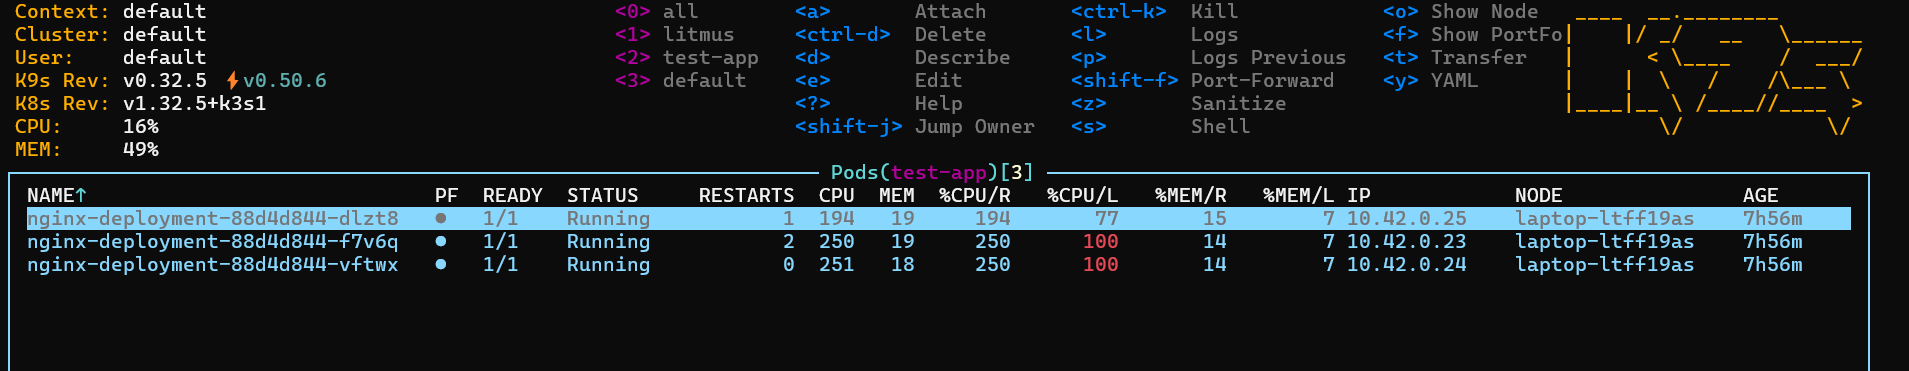 Context: default <0> all <a> Attach <ctrl-k> Kill <o> Show Node
Cluster: default <1> litmus <ctrl-d> Delete <l> Logs <f> Show PortFo
User: default <2> test-app <d> Describe <p> Logs Previous <t> Transfer
K9s Rev: v0.32.5 ⚡v0.50.6 <3> default <e> Edit <shift-f> Port-Forward <y> YAML
K8s Rev: v1.32.5+k3s1 <?> Help <z> Sanitize
CPU: 16% <shift-j> Jump Owner <s> Shell
MEM: 49%
Pods(test-app)[3]
NAME↑ PF READY STATUS RESTARTS CPU MEM %CPU/R %CPU/L %MEM/R %MEM/L IP NODE AGE
nginx-deployment-88d4d844-dlzt8 ● 1/1 Running 1 194 19 194 77 15 7 10.42.0.25 laptop-ltff19as 7h56m
nginx-deployment-88d4d844-f7v6q ● 1/1 Running 2 250 19 250 100 14 7 10.42.0.23 laptop-ltff19as 7h56m
nginx-deployment-88d4d844-vftwx ● 1/1 Running 0 251 18 250 100 14 7 10.42.0.24 laptop-ltff19as 7h56m